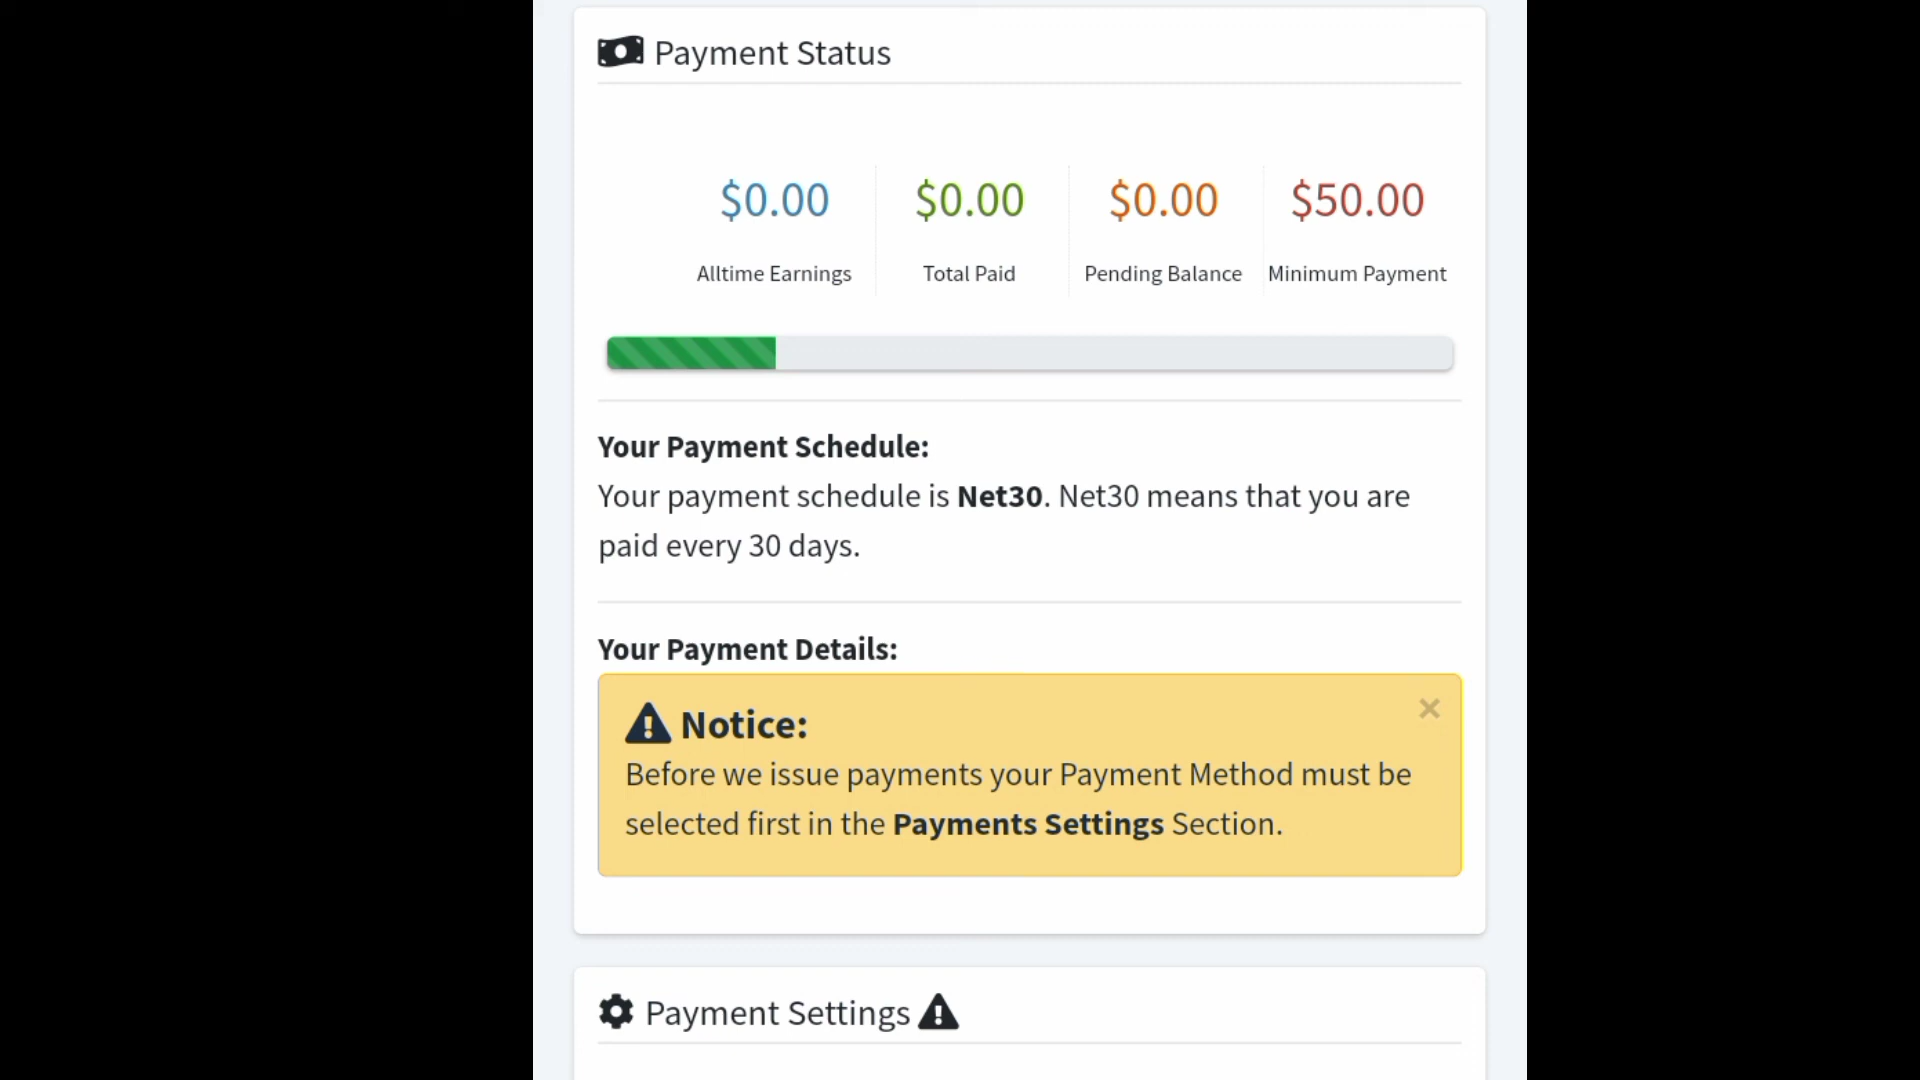 Payment Status
$0.00 $0.00 $0.00 $50.00
Alltime Earnings Total Paid Pending Balance Minimum Payment
Your Payment Schedule:
Your payment schedule is Net30. Net30 means that you are
paid every 30 days.
Your Payment Details:
Notice:
×
Before we issue payments your Payment Method must be
selected first in the Payments Settings Section.
Payment Settings